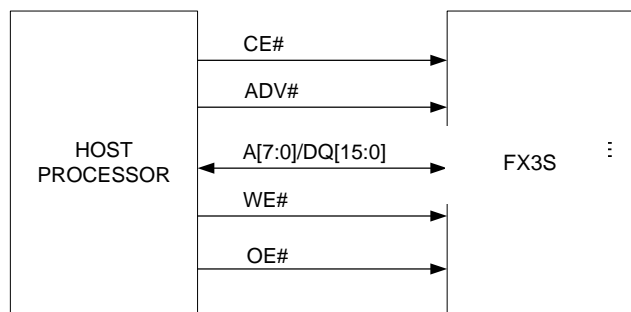 CE#
ADV#
HOST
PROCESSOR
A[7:0]/DQ[15:0]
FX3S
WE#
OE#